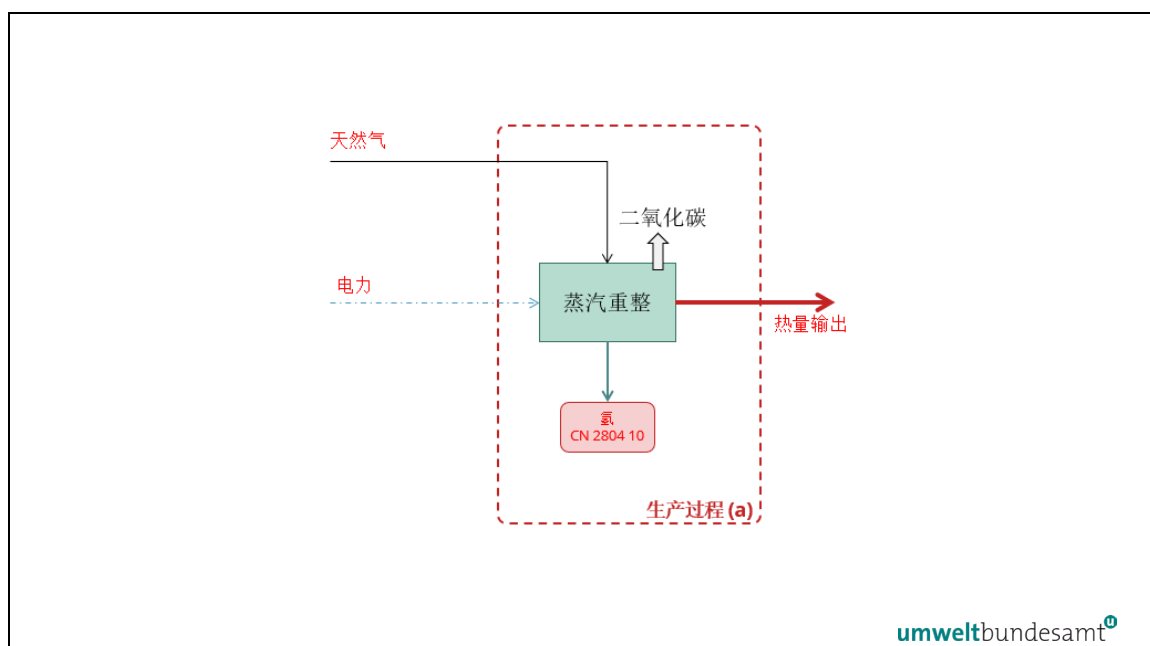 天然气
二氧化碳
电力
蒸汽重整
热量输出
氢
CN 2804 10
生产过程 (a)
umweltbundesamt
u